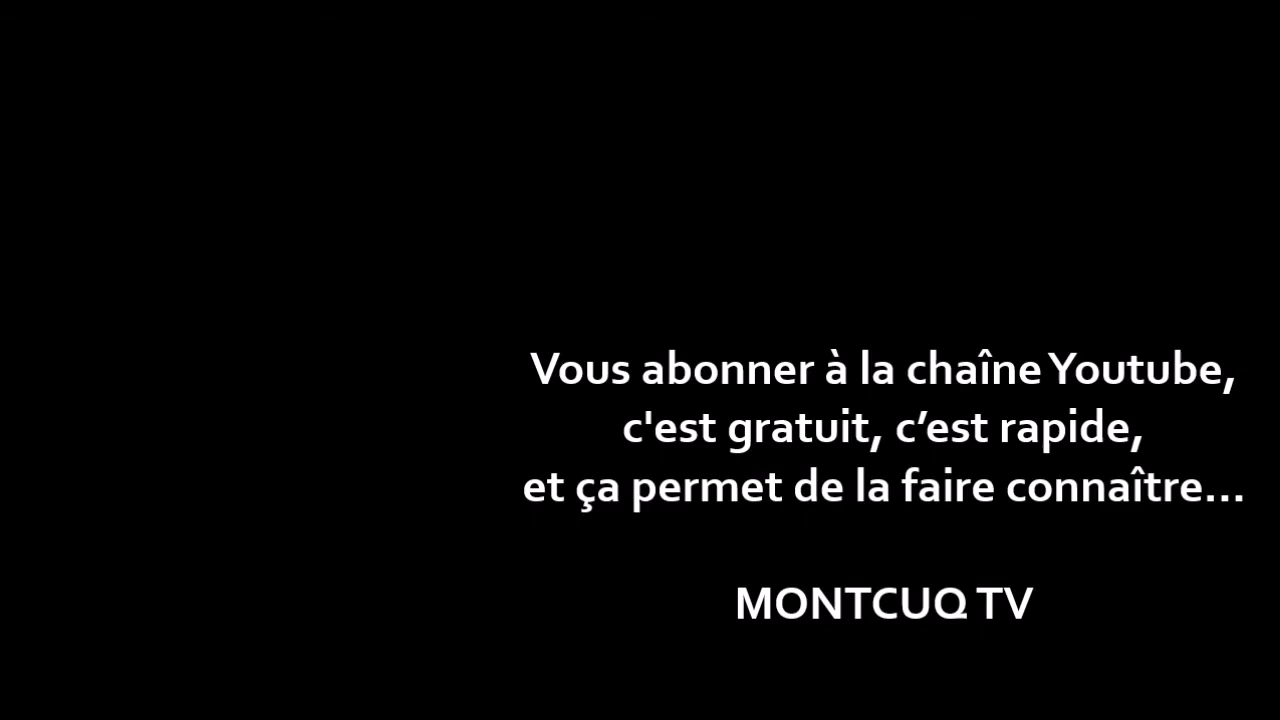 Vous abonner à la chaîne Youtube,
c'est gratuit, c’est rapide,
et ça permet de la faire connaître...
MONTCUQ TV